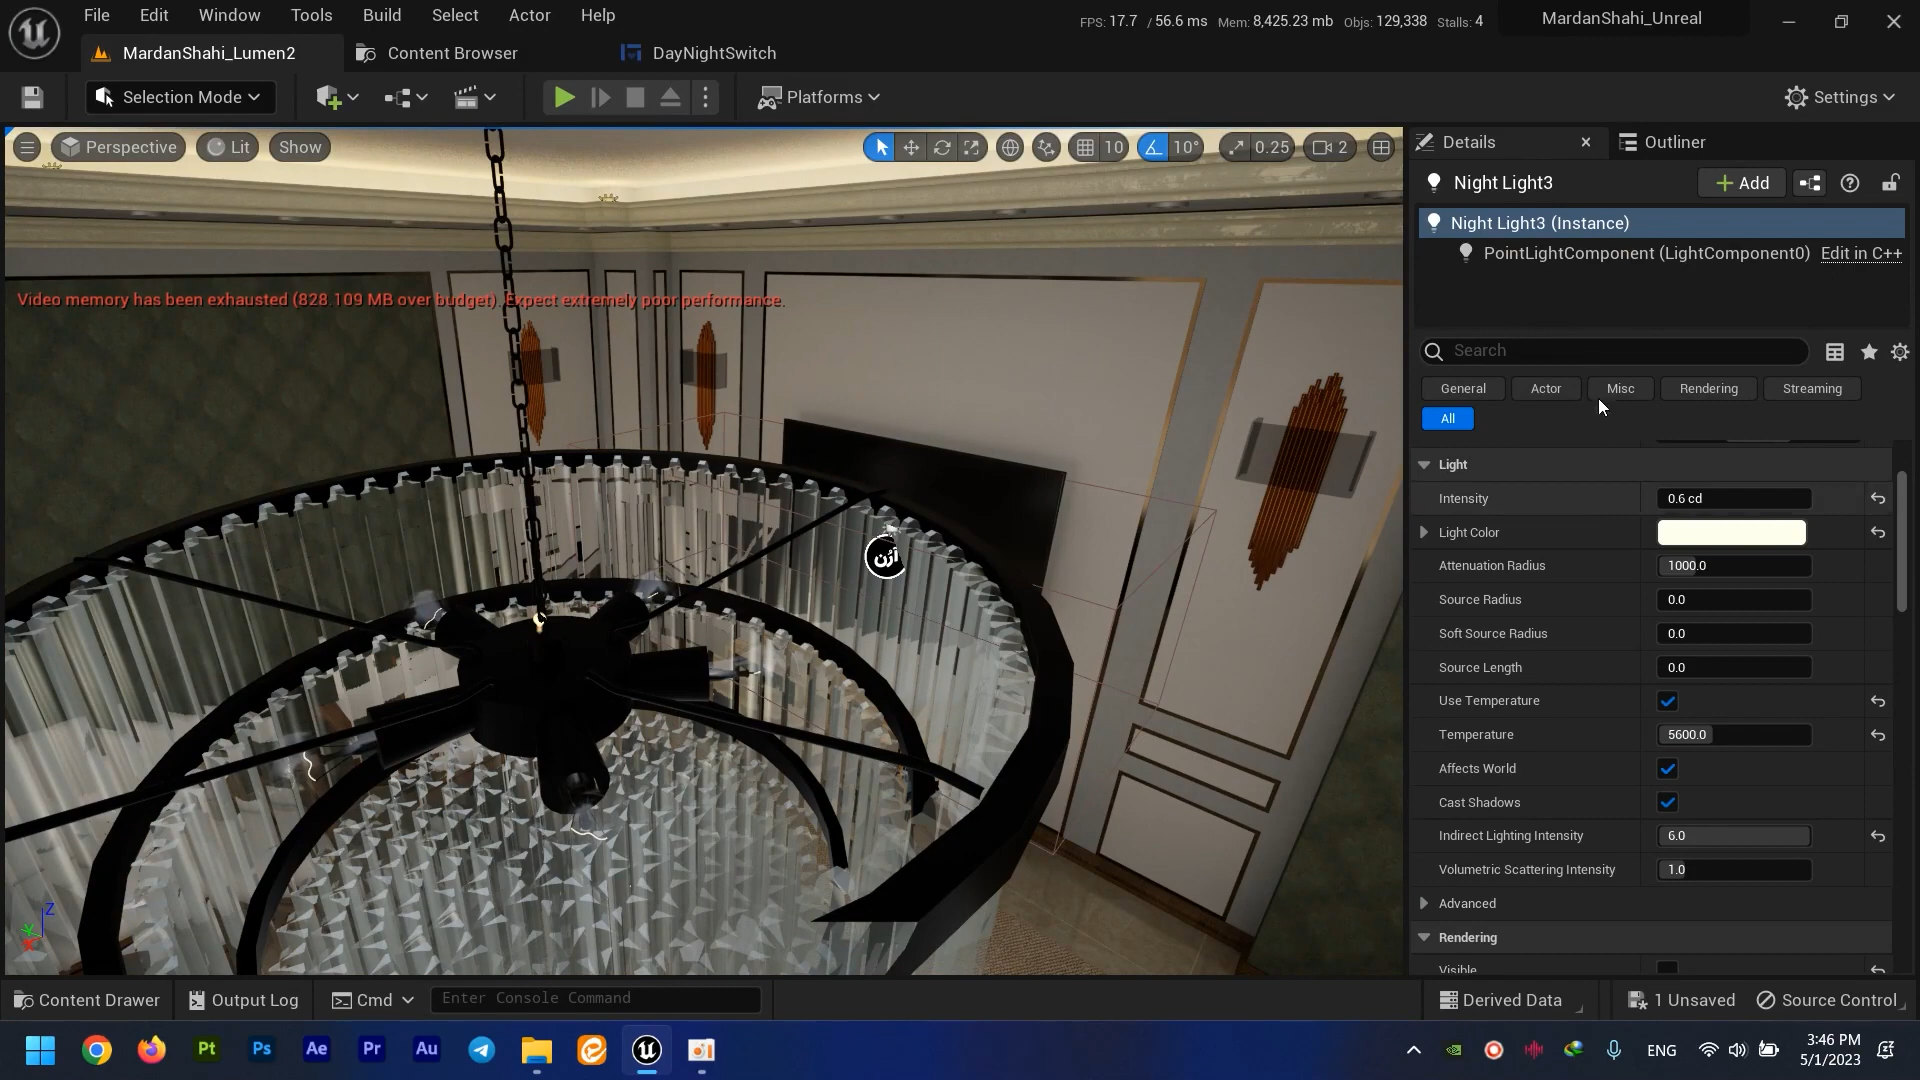 File Edit Window Tools Build Select Actor Help
FPS: 17.7 / 56.6 ms Mem: 8,425.23 mb Objs: 129,338 Stalls: 4
MardanShahi_Unreal
MardanShahi_Lumen2
Content Browser
DayNightSwitch
Selection Mode
Platforms
Settings
Perspective
Lit
Show
10
10°
0.25
2
Video memory has been exhausted (828.109 MB over budget). Expect extremely poor performance.
Z
Y
X
Details
Outliner
Night Light3
Add
Night Light3 (Instance)
PointLightComponent (LightComponent0) Edit in C++
Search
General
Actor
Misc
Rendering
Streaming
All
Light
Intensity 0.6 cd
Light Color
Attenuation Radius 1000.0
Source Radius 0.0
Soft Source Radius 0.0
Source Length 0.0
Use Temperature
Temperature 5600.0
Affects World
Cast Shadows
Indirect Lighting Intensity 6.0
Volumetric Scattering Intensity 1.0
Advanced
Rendering
Visible
Content Drawer
Output Log
Cmd
Enter Console Command
Derived Data
1 Unsaved
Source Control
Pt
Ps
Ae
Pr
Au
ENG
3:46 PM
5/1/2023